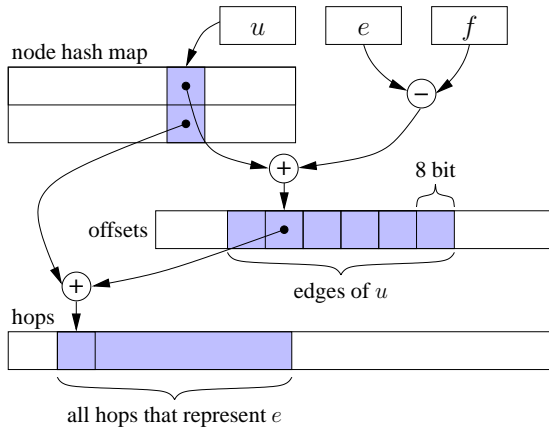 u e f
node hash map
−
+
8 bit
offsets
edges of u
+
hops
all hops that represent e